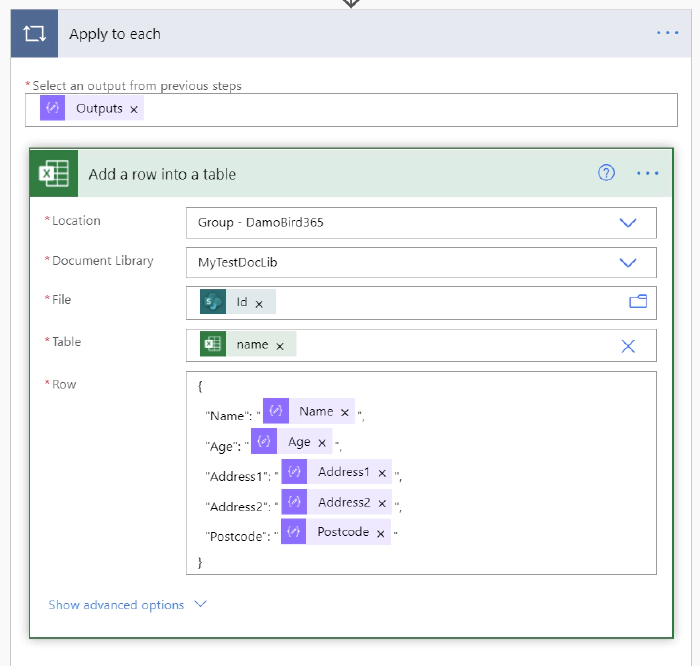 Apply to each
* Select an output from previous steps
Outputs ×
Add a row into a table
* Location Group - DamoBird365
* Document Library MyTestDocLib
* File Id ×
* Table name ×
* Row {
"Name": " Name × ",
"Age": " Age × ",
"Address1": " Address1 × ",
"Address2": " Address2 × ",
"Postcode": " Postcode × "
}
Show advanced options